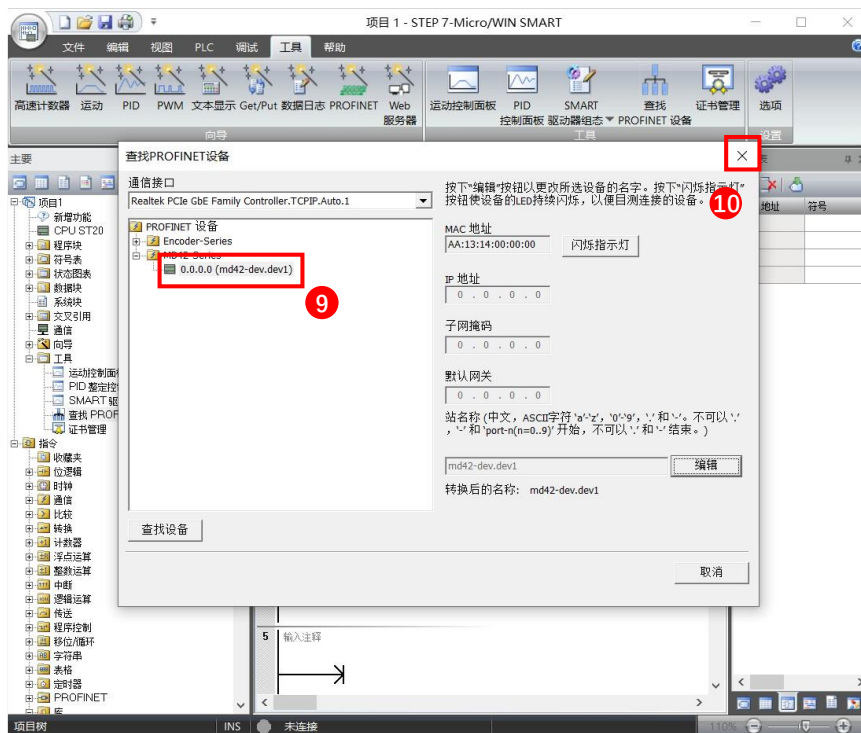 项目 1 - STEP 7-Micro/WIN SMART
文件 编辑 视图 PLC 调试 工具 帮助
高速计数器 运动 PID PWM 文本显示 Get/Put 数据日志 PROFINET Web 服务器 运动控制面板 PID 控制面板 SMART 驱动器组态 查找 PROFINET 设备 证书管理 选项
向导 工具 设置
主要
项目1
新增功能
CPU ST20
程序块
符号表
状态图表
数据块
系统块
交叉引用
通信
向导
工具
运动控制面
PID 整定控
SMART 驱
查找 PROF
证书管理
指令
收藏夹
位逻辑
时钟
通信
比较
转换
计数器
浮点运算
整数运算
中断
逻辑运算
传送
程序控制
移位/循环
字符串
表格
定时器
PROFINET
库
查找PROFINET设备
通信接口
Realtek PCIe GbE Family Controller.TCPIP.Auto.1
PROFINET 设备
Encoder-Series
MD42-Series
0.0.0.0 (md42-dev.dev1)
9
查找设备
按下"编辑"按钮以更改所选设备的名字。按下"闪烁指示灯"
按钮使设备的LED持续闪烁，以便目测连接的设备。
10
MAC 地址
AA:13:14:00:00:00 闪烁指示灯
IP 地址
0 . 0 . 0 . 0
子网掩码
0 . 0 . 0 . 0
默认网关
0 . 0 . 0 . 0
站名称 (中文，ASCII字符 'a'-'z'，'0'-'9'，'.' 和 '-'。不可以 '.'
，'-' 和 'port-n(n=0..9)' 开始，不可以 '.' 和 '-' 结束。)
md42-dev.dev1 编辑
转换后的名称: md42-dev.dev1
取消
地址 符号
5 输入注释
项目树 INS 未连接 110%